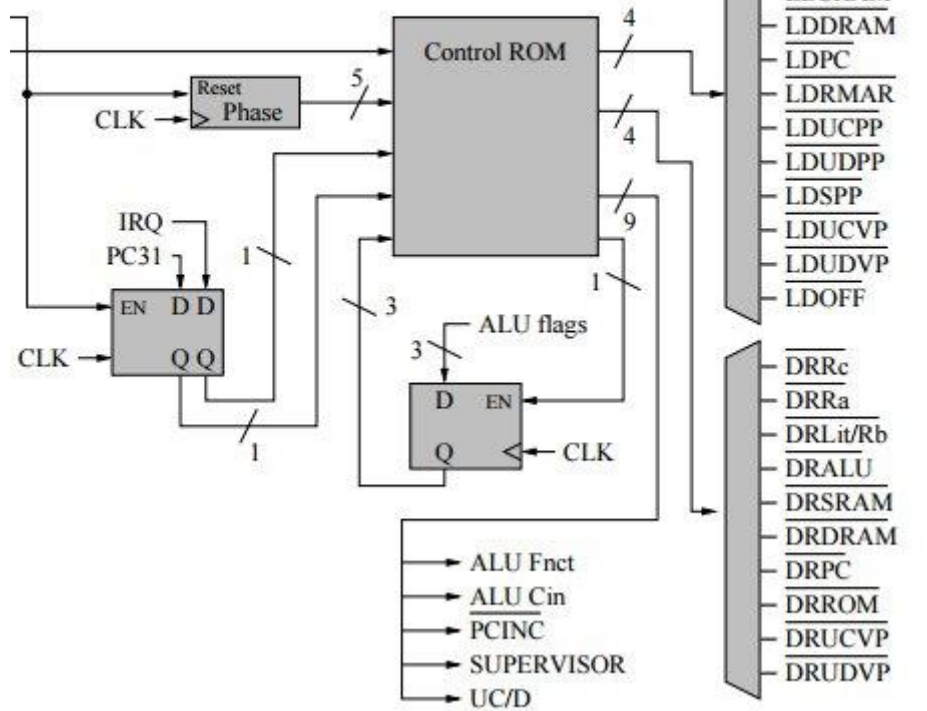 LDDRAM
LDPC
LDRMAR
LDUCPP
LDUDPP
LDSPP
LDUCVP
LDUDVP
LDOFF
4
Control ROM
Reset
Phase
CLK
5
4
9
IRQ
PC31
1
1
EN D D
3
ALU flags
CLK
Q Q
3
D EN
1
Q
CLK
DRRc
DRRa
DRLit/Rb
DRALU
DRSRAM
DRDRAM
DRPC
DRROM
DRUCVP
DRUDVP
ALU Fnct
ALU Cin
PCINC
SUPERVISOR
UC/D